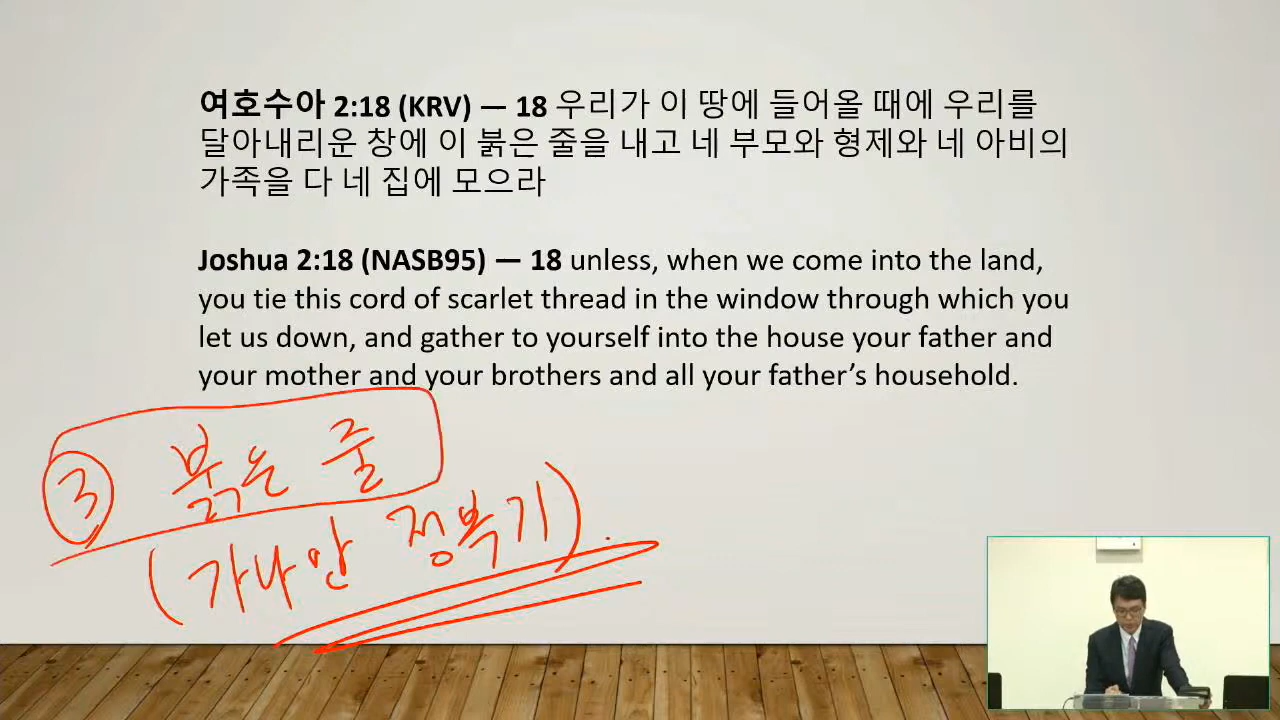 여호수아 2:18 (KRV) — 18 우리가 이 땅에 들어올 때에 우리를
달아내리운 창에 이 붉은 줄을 내고 네 부모와 형제와 네 아비의
가족을 다 네 집에 모으라
Joshua 2:18 (NASB95) — 18 unless, when we come into the land,
you tie this cord of scarlet thread in the window through which you
let us down, and gather to yourself into the house your father and
your mother and your brothers and all your father’s household.
③ 붉은 줄
(가나안 정복기).